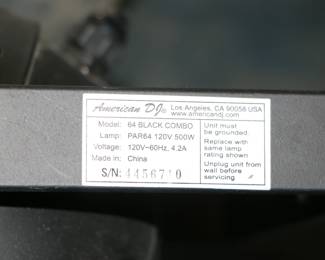 American DJ® Los Angeles, CA 90058 USA
www.americandj.com
Model: 64 BLACK COMBO
Lamp: PAR64 120V 500W
Voltage: 120V~60Hz, 4.2A
Made in: China
S/N: 4456710
Unit must
be grounded.
Replace with
same lamp
rating shown
Unplug unit from
wall before
servicing